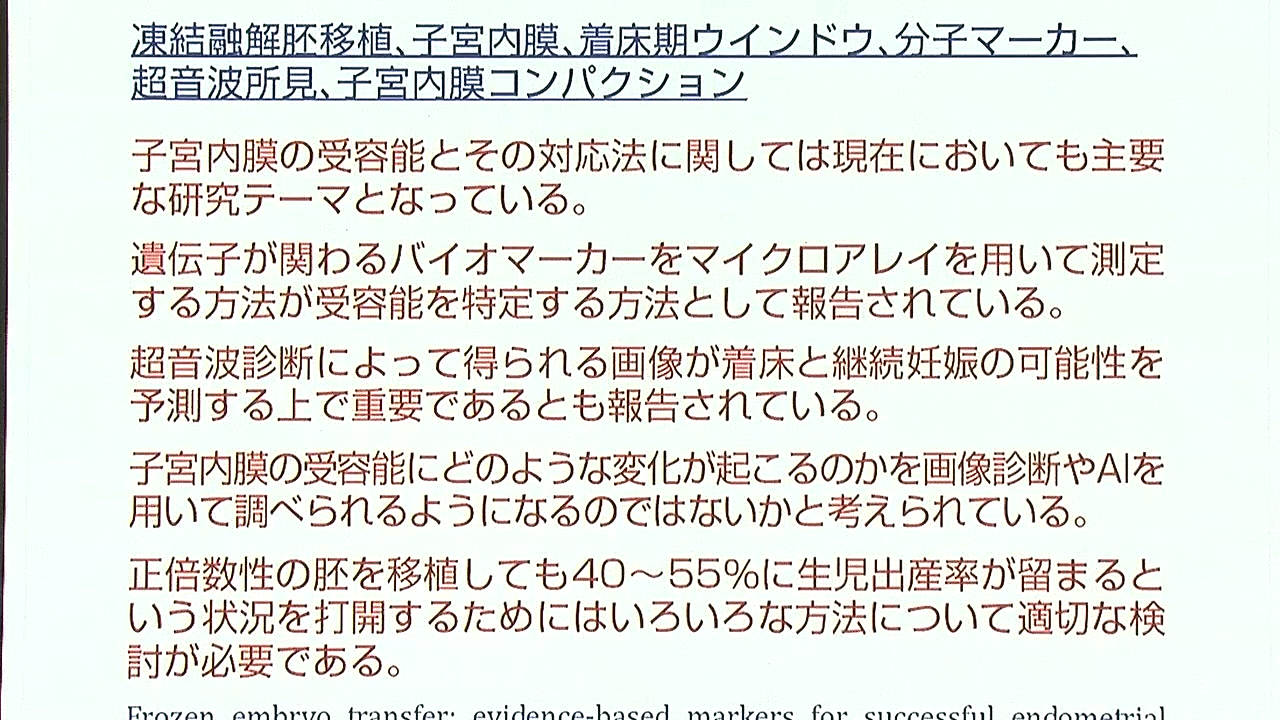 凍結融解胚移植、子宮内膜、着床期ウインドウ、分子マーカー、
超音波所見、子宮内膜コンパクション
子宮内膜の受容能とその対応法に関しては現在においても主要
な研究テーマとなっている。
遺伝子が関わるバイオマーカーをマイクロアレイを用いて測定
する方法が受容能を特定する方法として報告されている。
超音波診断によって得られる画像が着床と継続妊娠の可能性を
予測する上で重要であるとも報告されている。
子宮内膜の受容能にどのような変化が起こるのかを画像診断やAIを
用いて調べられるようになるのではないかと考えられている。
正倍数性の胚を移植しても40～55%に生児出産率が留まると
いう状況を打開するためにはいろいろな方法について適切な検
討が必要である。
Frozen embryo transfer: evidence-based markers for successful endometrial